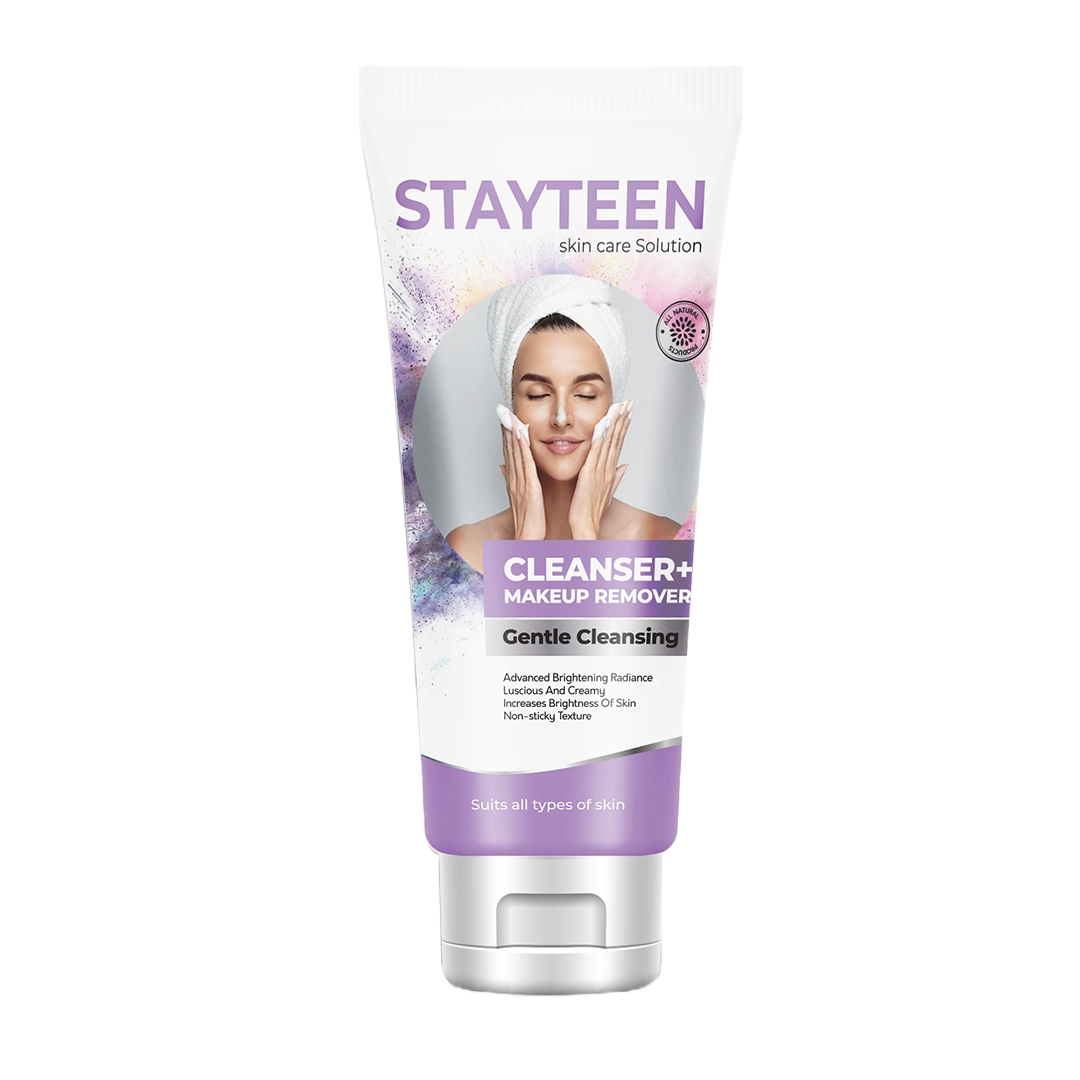 STAYTEEN
skin care Solution
ALL NATURAL
PRODUCTS
CLEANSER+
MAKEUP REMOVER
Gentle Cleansing
Advanced Brightening Radiance
Luscious And Creamy
Increases Brightness Of Skin
Non-sticky Texture
Suits all types of skin